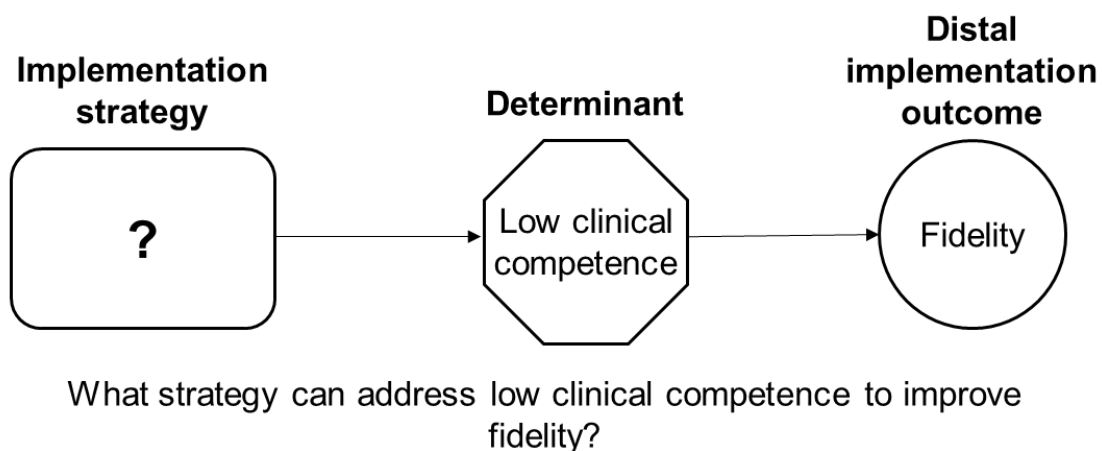 Implementation
strategy
Determinant
Distal
implementation
outcome
?
Low clinical
competence
Fidelity
What strategy can address low clinical competence to improve
fidelity?